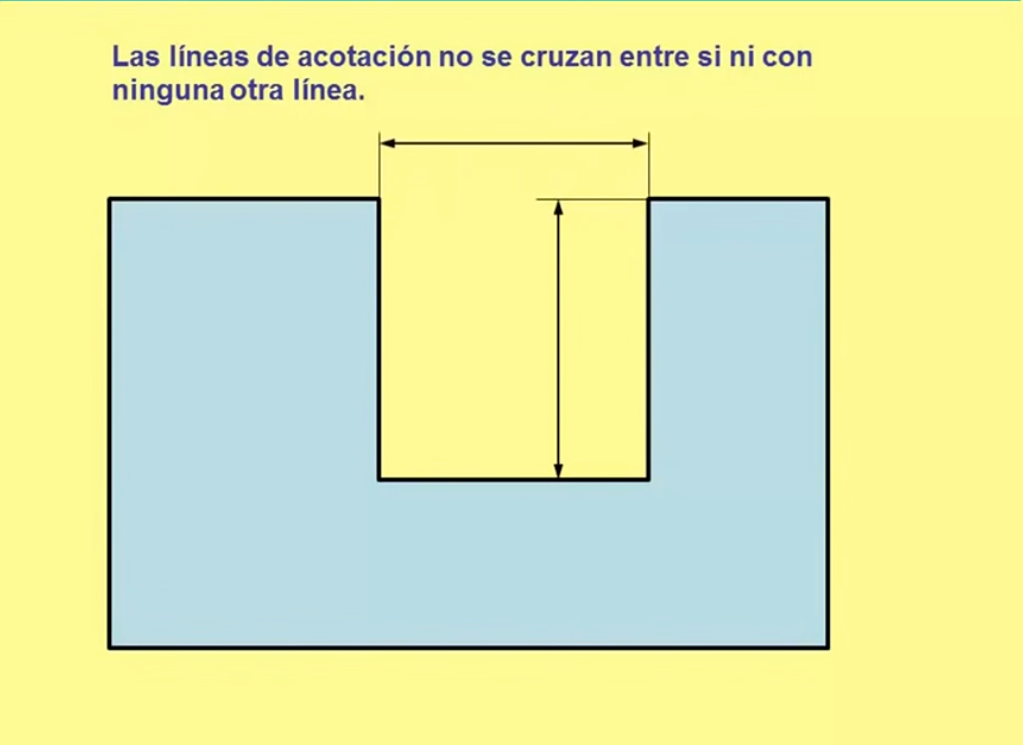 Las líneas de acotación no se cruzan entre si ni con
ninguna otra línea.